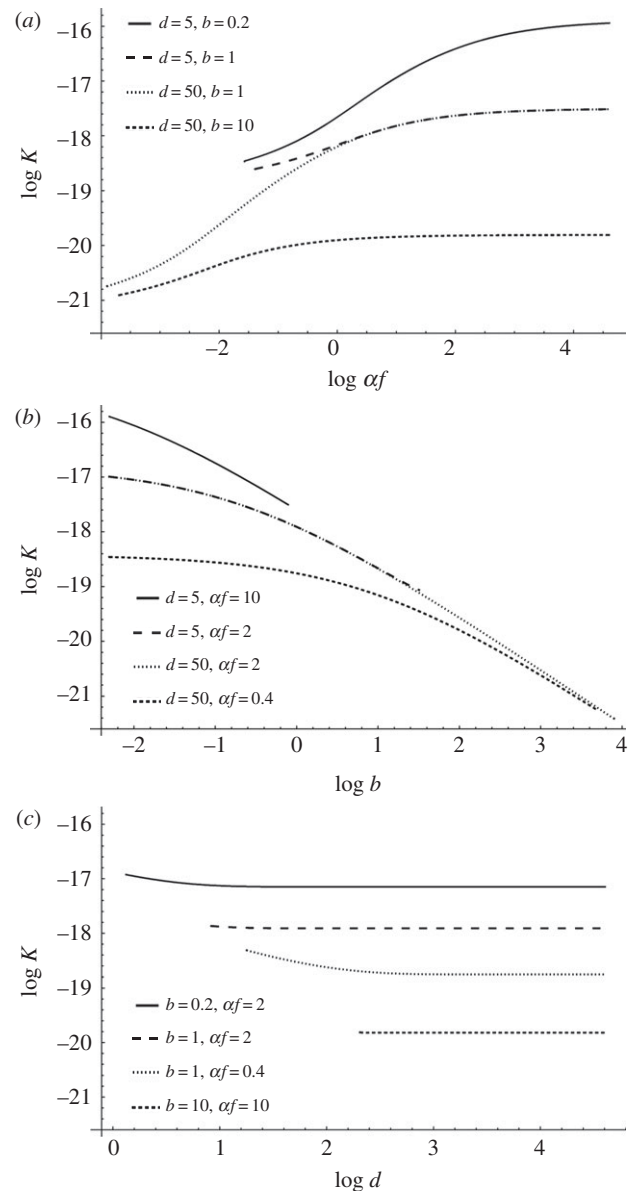 (a)
−16
d = 5, b = 0.2
d = 5, b = 1
−17
d = 50, b = 1
d = 50, b = 10
−18
log K
−19
−20
−21
−2 0 2 4
log αf
(b)
−16
−17
−18
log K
−19
d = 5, αf = 10
d = 5, αf = 2
−20
d = 50, αf = 2
d = 50, αf = 0.4
−21
−2 −1 0 1 2 3 4
log b
(c)
−16
−17
−18
log K
−19
b = 0.2, αf = 2
b = 1, αf = 2
−20
b = 1, αf = 0.4
b = 10, αf = 10
−21
0 1 2 3 4
log d